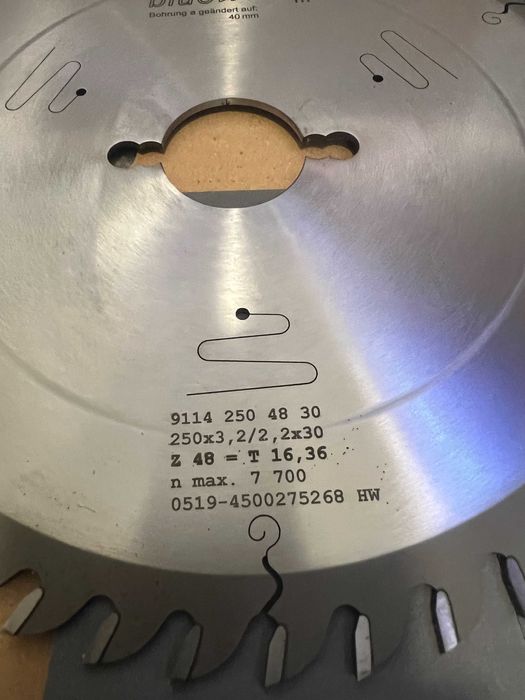 Bohrung a geändert auf:
40 mm
9114 250 48 30
250x3,2/2,2x30
Z 48 = T 16,36
n max. 7 700
0519-4500275268 HW